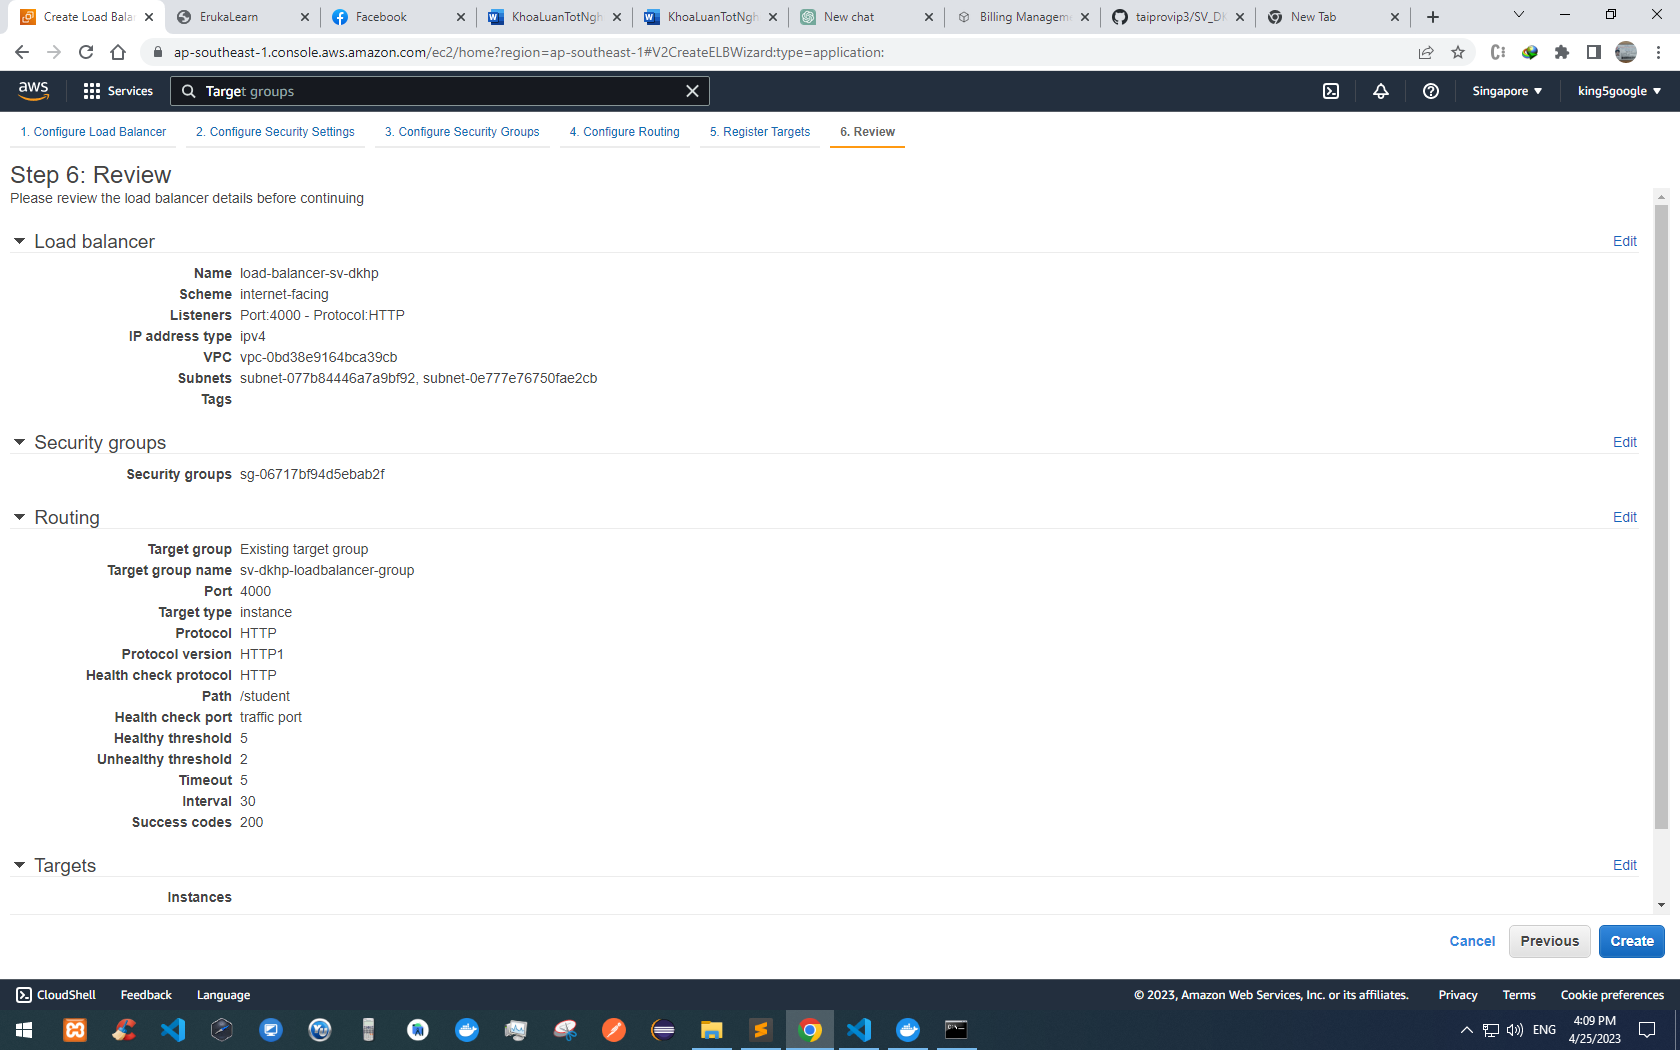 Create Load Bala
ErukaLearn
Facebook
KhoaLuanTotNgh
KhoaLuanTotNgh
New chat
Billing Managem
taiprovip3/SV_DK
New Tab
ap-southeast-1.console.aws.amazon.com/ec2/home?region=ap-southeast-1#V2CreateELBWizard:type=application:
aws
Services
Target groups
Singapore
king5google
1. Configure Load Balancer
2. Configure Security Settings
3. Configure Security Groups
4. Configure Routing
5. Register Targets
6. Review
Step 6: Review
Please review the load balancer details before continuing
Load balancer
Edit
Name load-balancer-sv-dkhp
Scheme internet-facing
Listeners Port:4000 - Protocol:HTTP
IP address type ipv4
VPC vpc-0bd38e9164bca39cb
Subnets subnet-077b84446a7a9bf92, subnet-0e777e76750fae2cb
Tags
Security groups
Edit
Security groups sg-06717bf94d5ebab2f
Routing
Edit
Target group Existing target group
Target group name sv-dkhp-loadbalancer-group
Port 4000
Target type instance
Protocol HTTP
Protocol version HTTP1
Health check protocol HTTP
Path /student
Health check port traffic port
Healthy threshold 5
Unhealthy threshold 2
Timeout 5
Interval 30
Success codes 200
Targets
Edit
Instances
Cancel
Previous
Create
CloudShell
Feedback
Language
© 2023, Amazon Web Services, Inc. or its affiliates.
Privacy
Terms
Cookie preferences
ENG
4:09 PM
4/25/2023